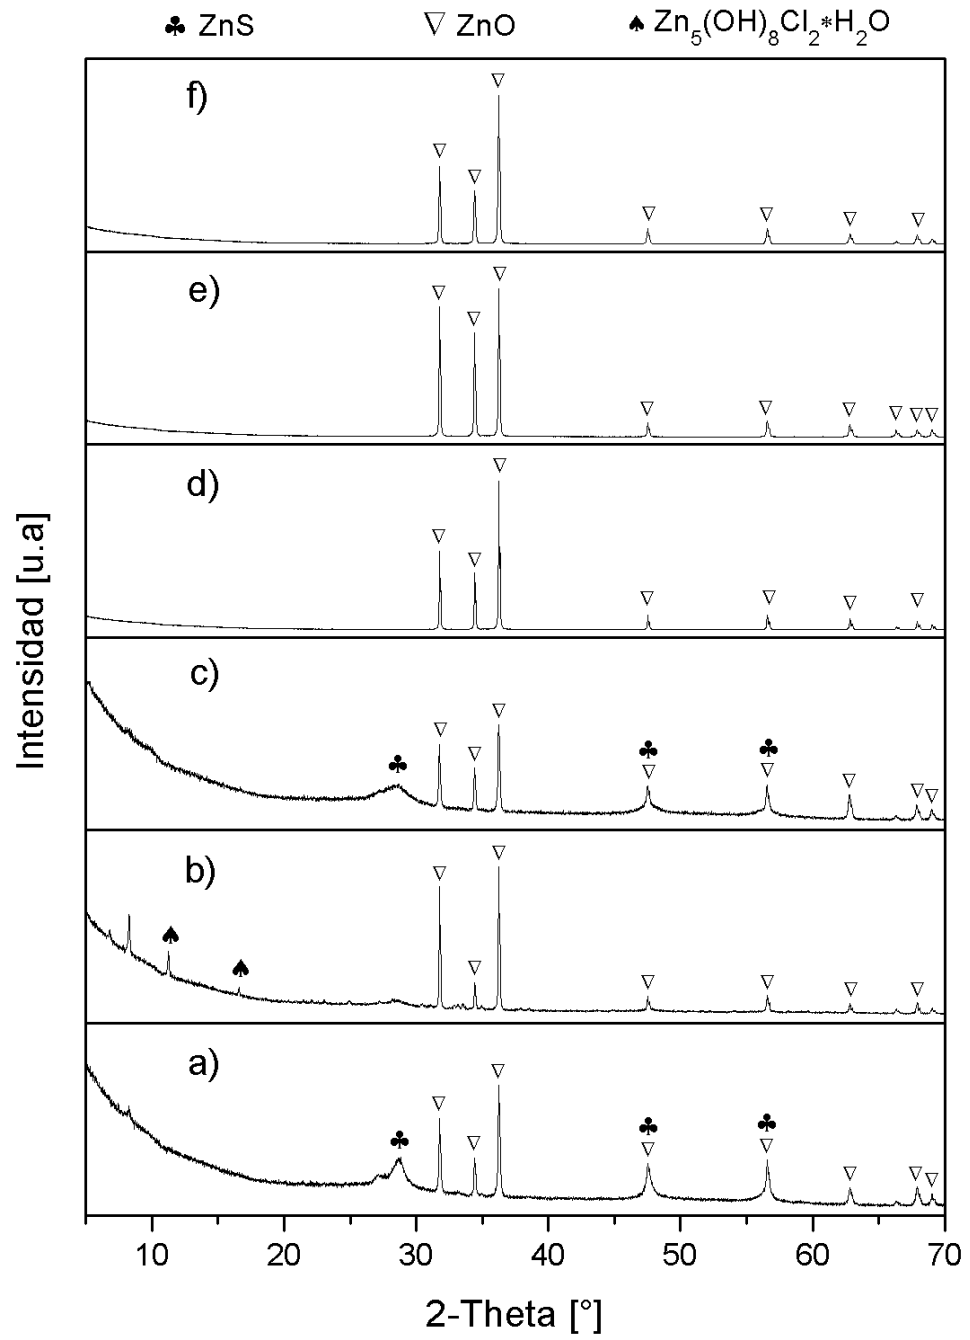 ♣ ZnS ▽ ZnO ♠ Zn₅(OH)₈Cl₂*H₂O
f)
e)
d)
c)
b)
a)
Intensidad [u.a]
10 20 30 40 50 60 70
2-Theta [°]